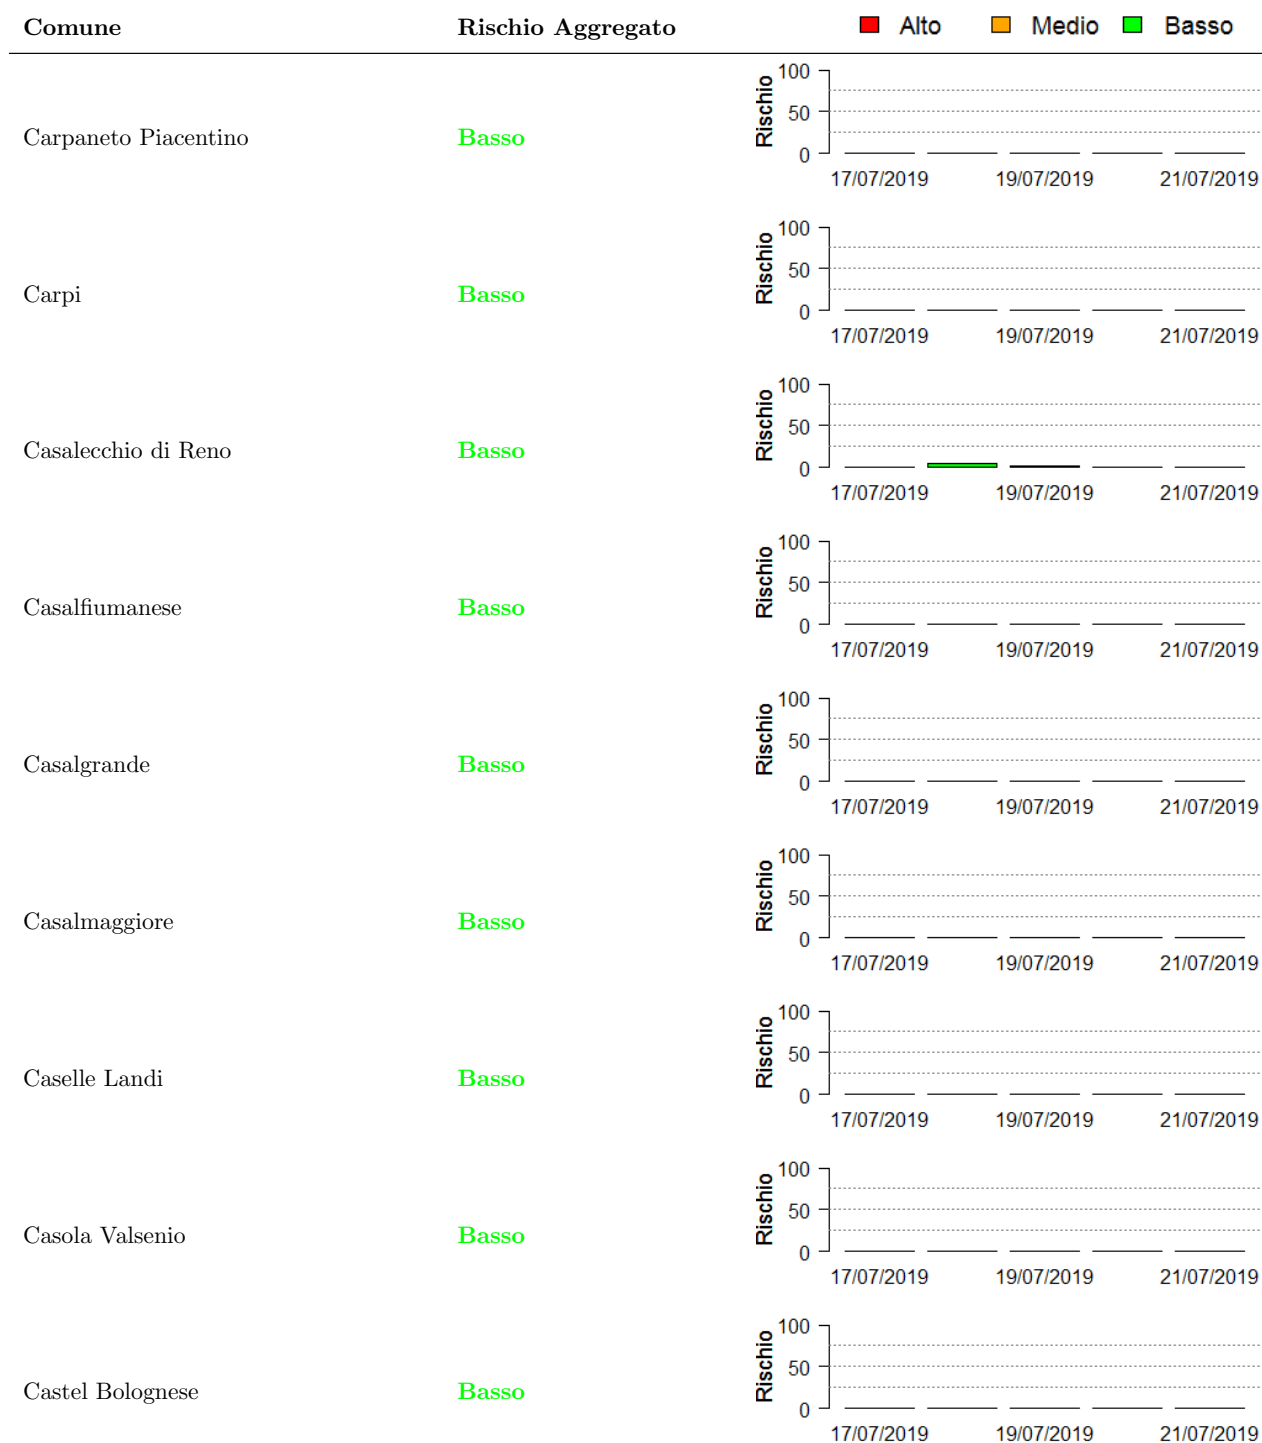 Comune Rischio Aggregato Alto Medio Basso
Carpaneto Piacentino Basso
Rischio
100
50
0
17/07/2019 19/07/2019 21/07/2019
Carpi Basso
Rischio
100
50
0
17/07/2019 19/07/2019 21/07/2019
Casalecchio di Reno Basso
Rischio
100
50
0
17/07/2019 19/07/2019 21/07/2019
Casalfiumanese Basso
Rischio
100
50
0
17/07/2019 19/07/2019 21/07/2019
Casalgrande Basso
Rischio
100
50
0
17/07/2019 19/07/2019 21/07/2019
Casalmaggiore Basso
Rischio
100
50
0
17/07/2019 19/07/2019 21/07/2019
Caselle Landi Basso
Rischio
100
50
0
17/07/2019 19/07/2019 21/07/2019
Casola Valsenio Basso
Rischio
100
50
0
17/07/2019 19/07/2019 21/07/2019
Castel Bolognese Basso
Rischio
100
50
0
17/07/2019 19/07/2019 21/07/2019